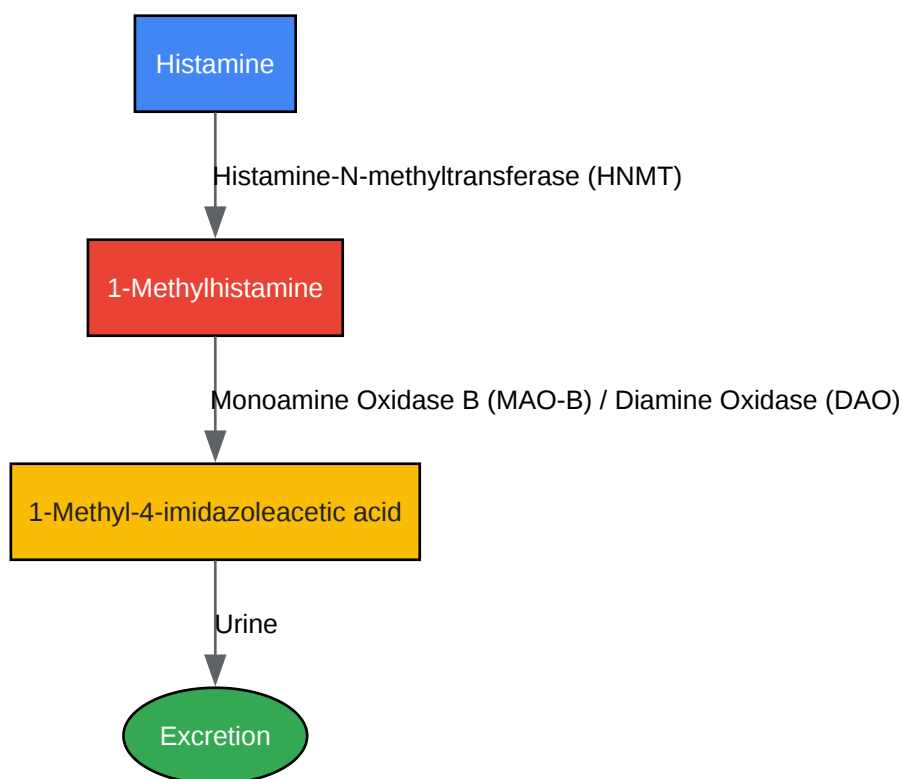 Histamine
Histamine-N-methyltransferase (HNMT)
1-Methylhistamine
Monoamine Oxidase B (MAO-B) / Diamine Oxidase (DAO)
1-Methyl-4-imidazoleacetic acid
Urine
Excretion